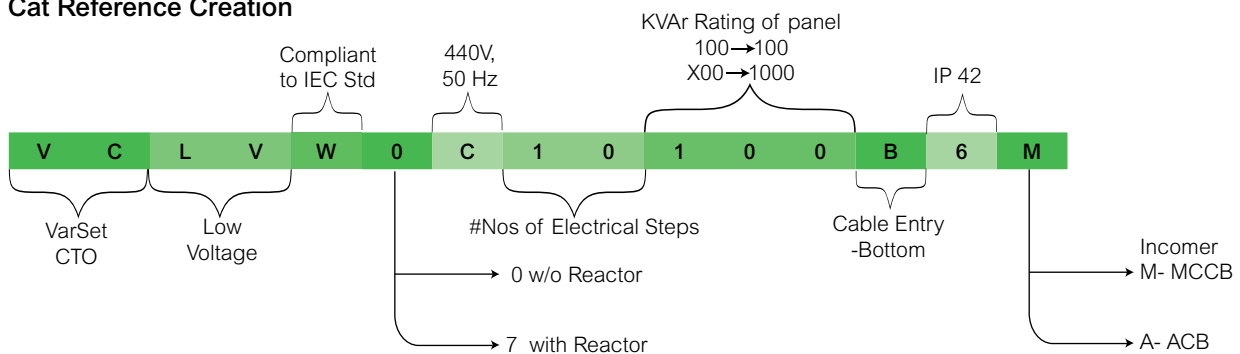 Cat Reference Creation
KVAr Rating of panel
100→100
X00→1000
Compliant
to IEC Std
440V,
50 Hz
IP 42
V C L V W 0 C 1 0 1 0 0 B 6 M
VarSet
CTO
Low
Voltage
#Nos of Electrical Steps
Cable Entry
-Bottom
0 w/o Reactor
7 with Reactor
Incomer
M- MCCB
A- ACB